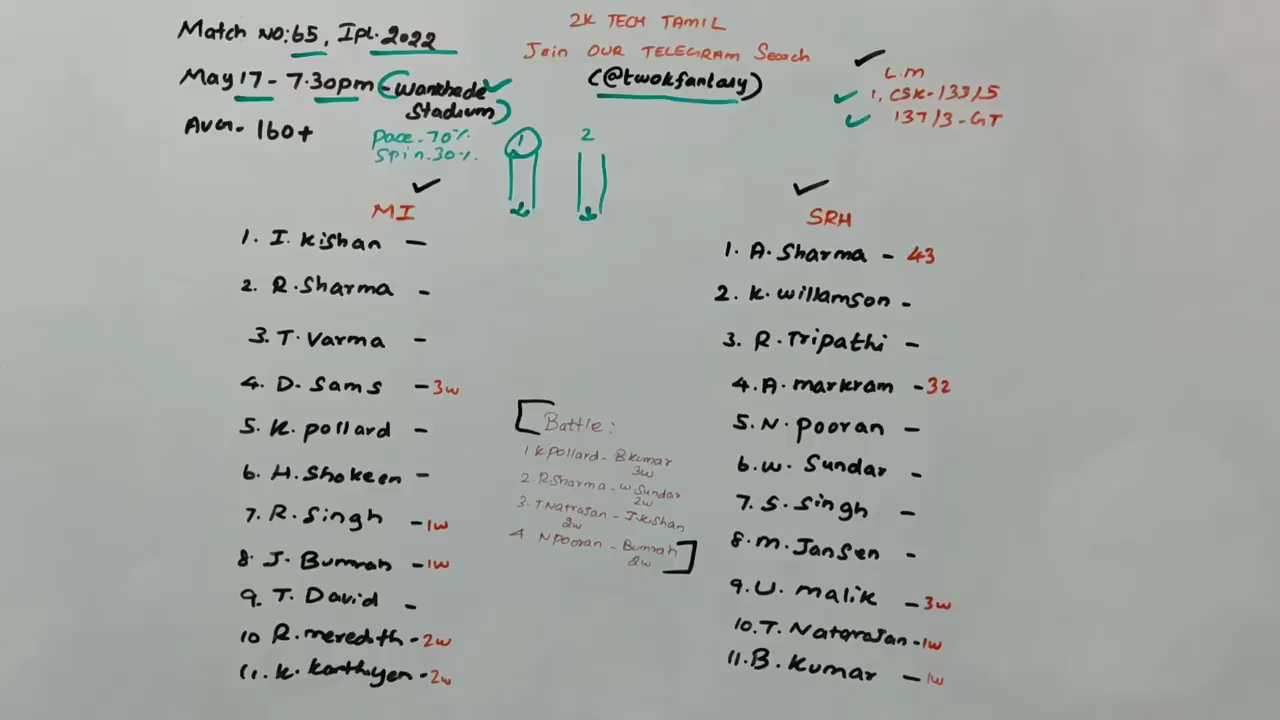 Match NO:65, Ipl. 2022
May 17 - 7.30pm - (Wankhede Stadium)
Aver. 160+
Pace - 70%
Spin - 30%
2K TECH TAMIL
Join OUR TELEGRAM Search
(@twokfantasy)
L.M
1, CSK - 133/5
137/3 - GT
1
2
MI
1. I. Kishan -
2. R. Sharma -
3. T. Varma -
4. D. Sams - 3w
5. K. pollard -
6. H. Shokeen -
7. R. Singh - 1w
8. J. Bumrah - 1w
9. T. David -
10 R. meredith - 2w
11. K. Karthiyen - 2w
[Battle:
1 K pollard - B kumar
3w
2. R.Sharma - W.Sundar
2w
3. T.Natrajan - I.Kishan
2w
4 N pooran - Bumrah]
2w
SRH
1. A. Sharma - 43
2. K. willamson -
3. R. Tripathi -
4. A. markram - 32
5. N. pooran -
6. W. Sundar -
7. S. Singh -
8. M. Jansen -
9. U. malik - 3w
10. T. Natarajan - 1w
11. B. Kumar - 1w